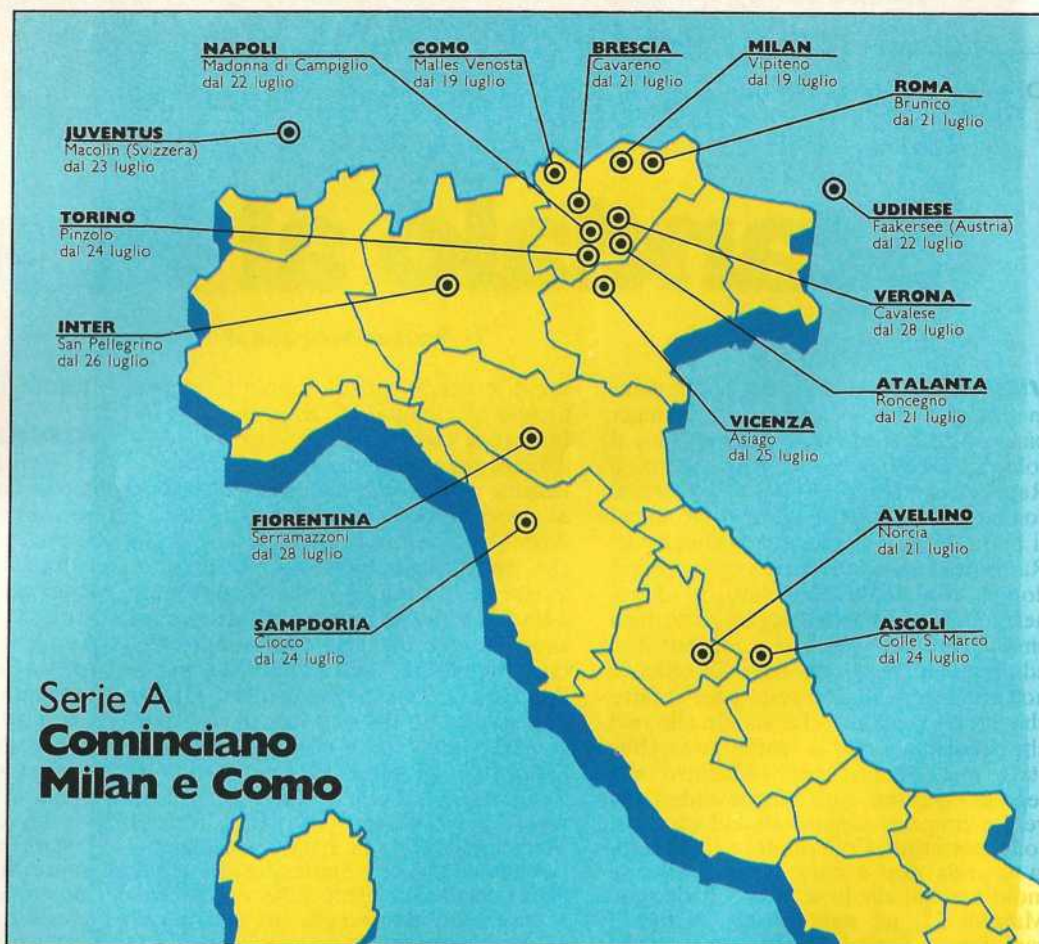 NAPOLI
Madonna di Campiglio
dal 22 luglio
COMO
Malles Venosta
dal 19 luglio
BRESCIA
Cavareno
dal 21 luglio
MILAN
Vipiteno
dal 19 luglio
ROMA
Brunico
dal 21 luglio
JUVENTUS
Macolin (Svizzera)
dal 23 luglio
UDINESE
Faakersee (Austria)
dal 22 luglio
TORINO
Pinzolo
dal 24 luglio
VERONA
Cavalese
dal 28 luglio
INTER
San Pellegrino
dal 26 luglio
ATALANTA
Roncegno
dal 21 luglio
VICENZA
Asiago
dal 25 luglio
FIORENTINA
Serramazzoni
dal 28 luglio
AVELLINO
Norcia
dal 21 luglio
SAMPDORIA
Ciocco
dal 24 luglio
ASCOLI
Colle S. Marco
dal 24 luglio
Serie A
Cominciano
Milan e Como